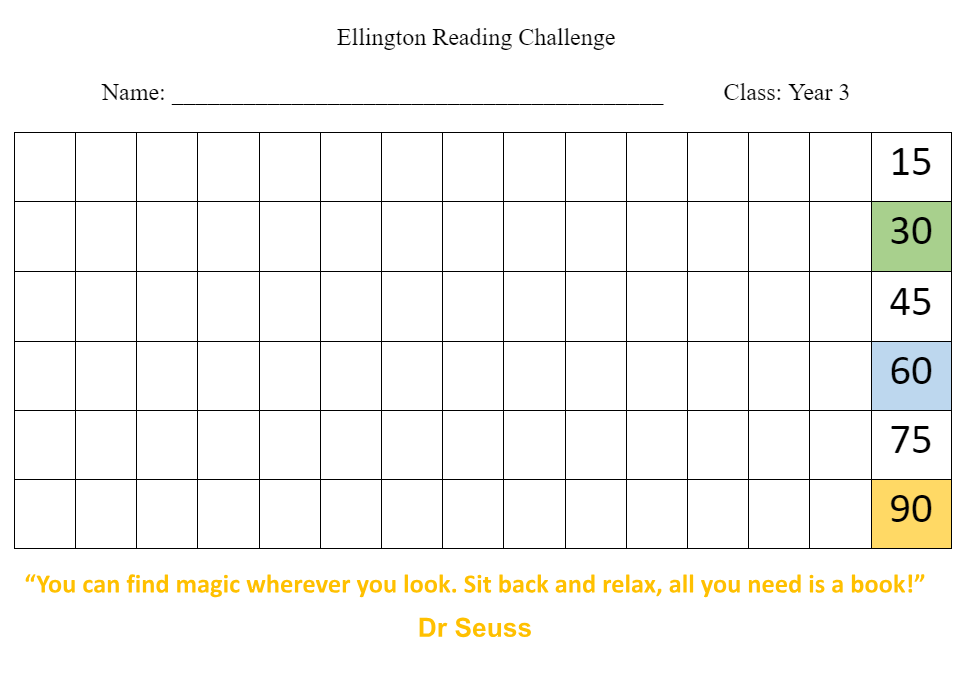 Ellington Reading Challenge
Name: _________________________________________ Class: Year 3
15
30
45
60
75
90
“You can find magic wherever you look. Sit back and relax, all you need is a book!”
Dr Seuss